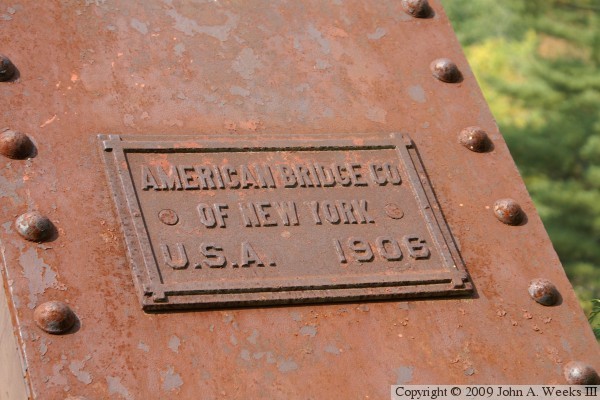 AMERICAN BRIDGE CO
OF NEW YORK
U.S.A. 1906
Copyright © 2009 John A. Weeks III